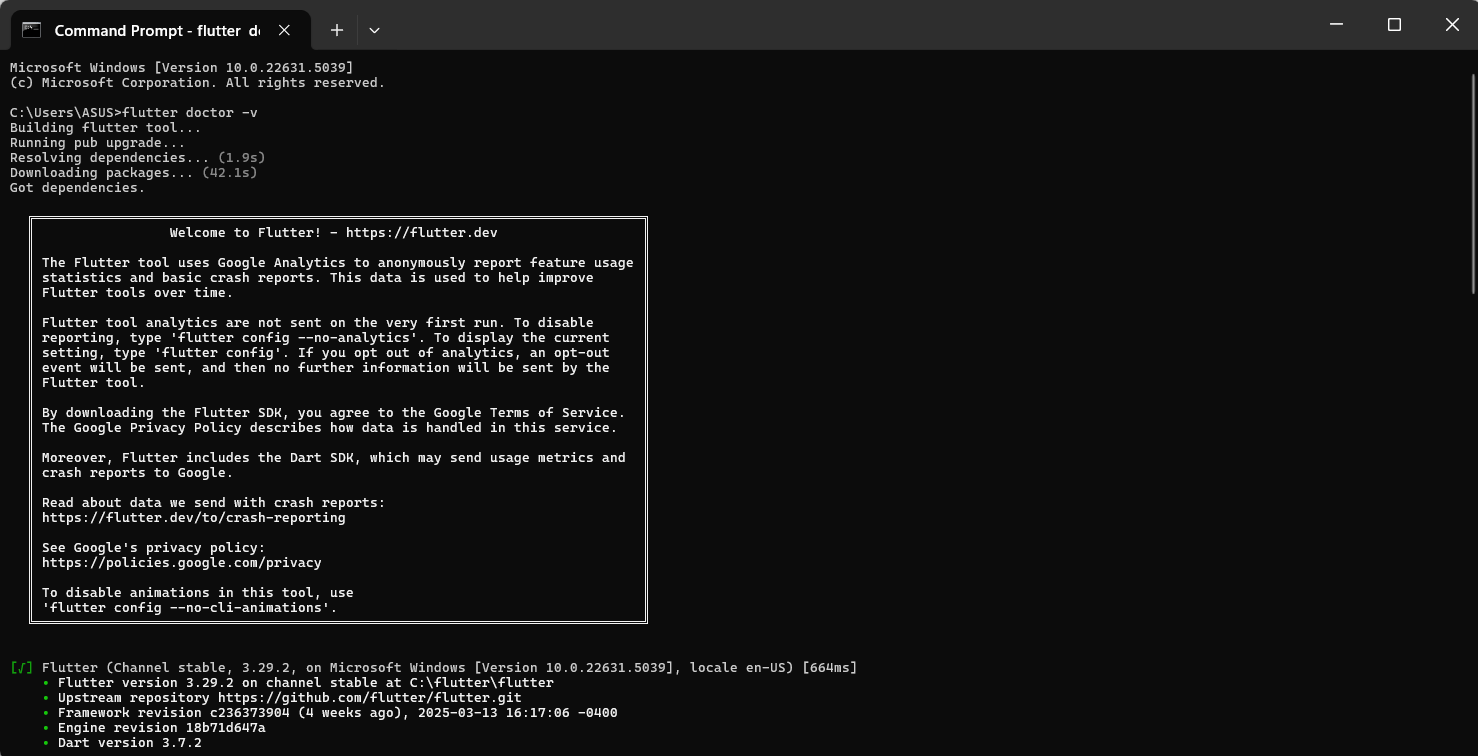 Command Prompt - flutter do
Microsoft Windows [Version 10.0.22631.5039]
(c) Microsoft Corporation. All rights reserved.
C:\Users\ASUS>flutter doctor -v
Building flutter tool...
Running pub upgrade...
Resolving dependencies... (1.9s)
Downloading packages... (42.1s)
Got dependencies.
Welcome to Flutter! - https://flutter.dev
The Flutter tool uses Google Analytics to anonymously report feature usage
statistics and basic crash reports. This data is used to help improve
Flutter tools over time.
Flutter tool analytics are not sent on the very first run. To disable
reporting, type 'flutter config --no-analytics'. To display the current
setting, type 'flutter config'. If you opt out of analytics, an opt-out
event will be sent, and then no further information will be sent by the
Flutter tool.
By downloading the Flutter SDK, you agree to the Google Terms of Service.
The Google Privacy Policy describes how data is handled in this service.
Moreover, Flutter includes the Dart SDK, which may send usage metrics and
crash reports to Google.
Read about data we send with crash reports:
https://flutter.dev/to/crash-reporting
See Google's privacy policy:
https://policies.google.com/privacy
To disable animations in this tool, use
'flutter config --no-cli-animations'.
[√] Flutter (Channel stable, 3.29.2, on Microsoft Windows [Version 10.0.22631.5039], locale en-US) [664ms]
• Flutter version 3.29.2 on channel stable at C:\flutter\flutter
• Upstream repository https://github.com/flutter/flutter.git
• Framework revision c236373904 (4 weeks ago), 2025-03-13 16:17:06 -0400
• Engine revision 18b71d647a
• Dart version 3.7.2